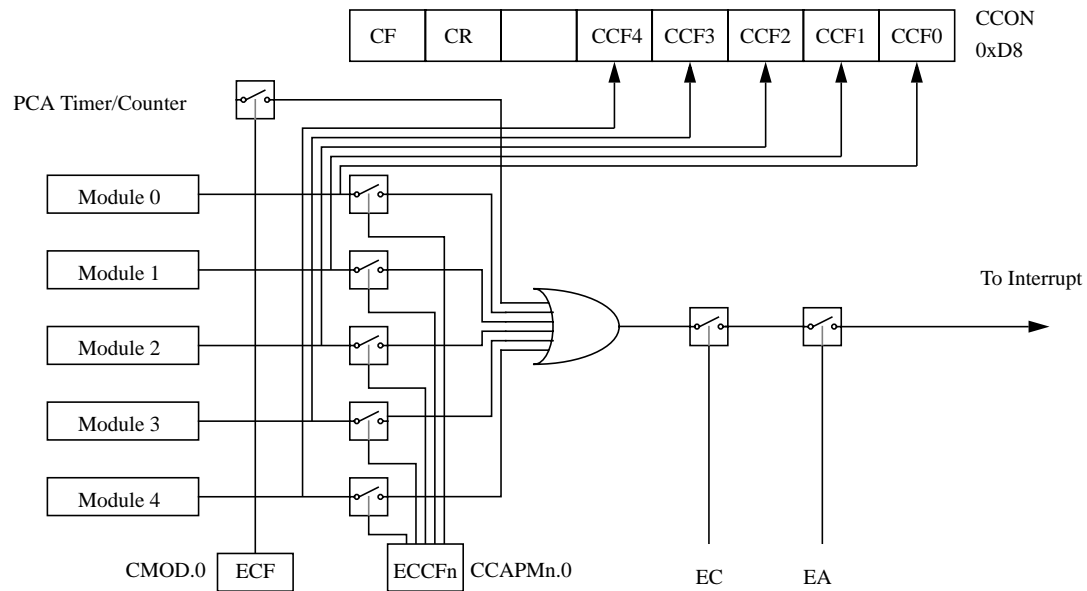 CF CR CCF4 CCF3 CCF2 CCF1 CCF0 CCON
0xD8
PCA Timer/Counter
Module 0
Module 1
To Interrupt
Module 2
Module 3
Module 4
CMOD.0 ECF ECCFn CCAPMn.0 EC EA